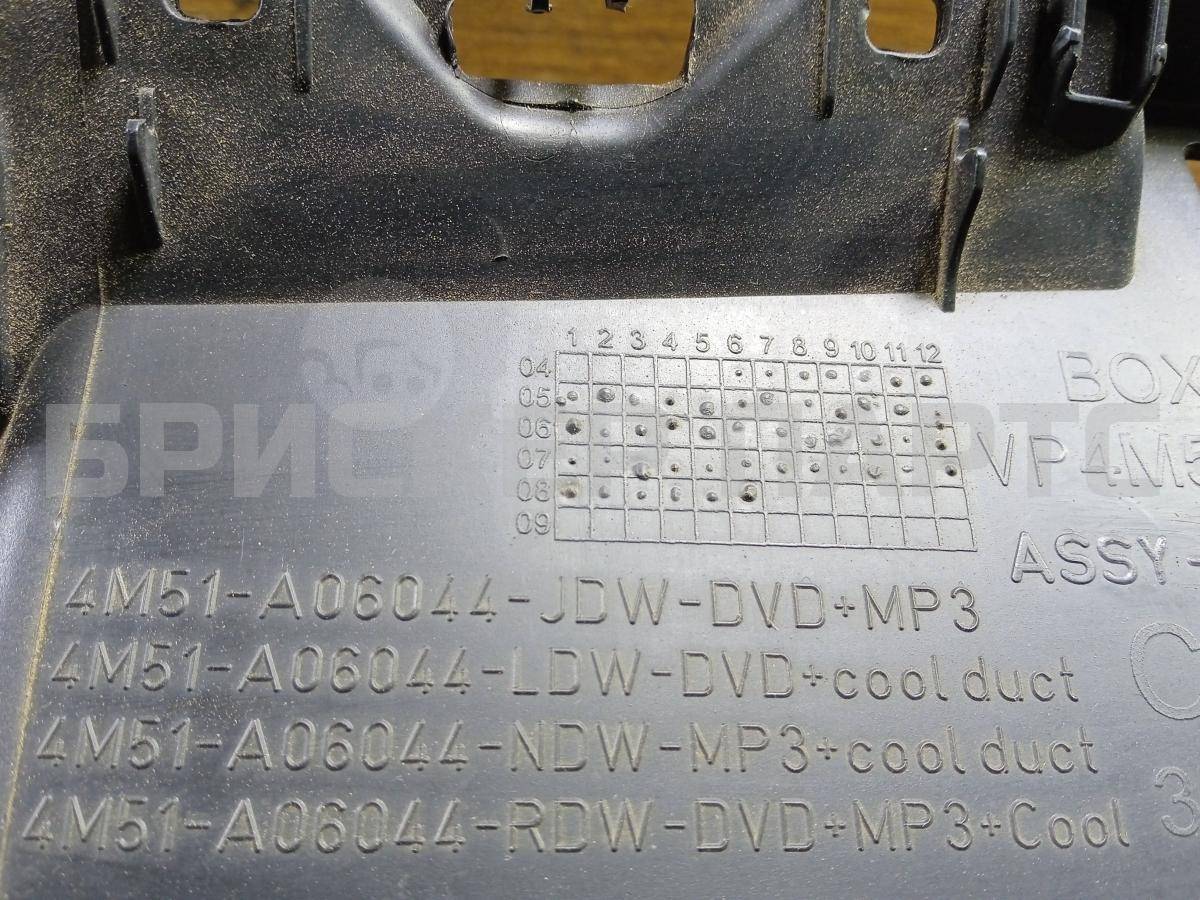 1 2 3 4 5 6 7 8 9 10 11 12
04
05
06
07
08
09
BOX
VP4M5
ASSY-
4M51-A06044-JDW-DVD+MP3
4M51-A06044-LDW-DVD+cool duct
4M51-A06044-NDW-MP3+cool duct
4M51-A06044-RDW-DVD+MP3+Cool
C
3
БРИС